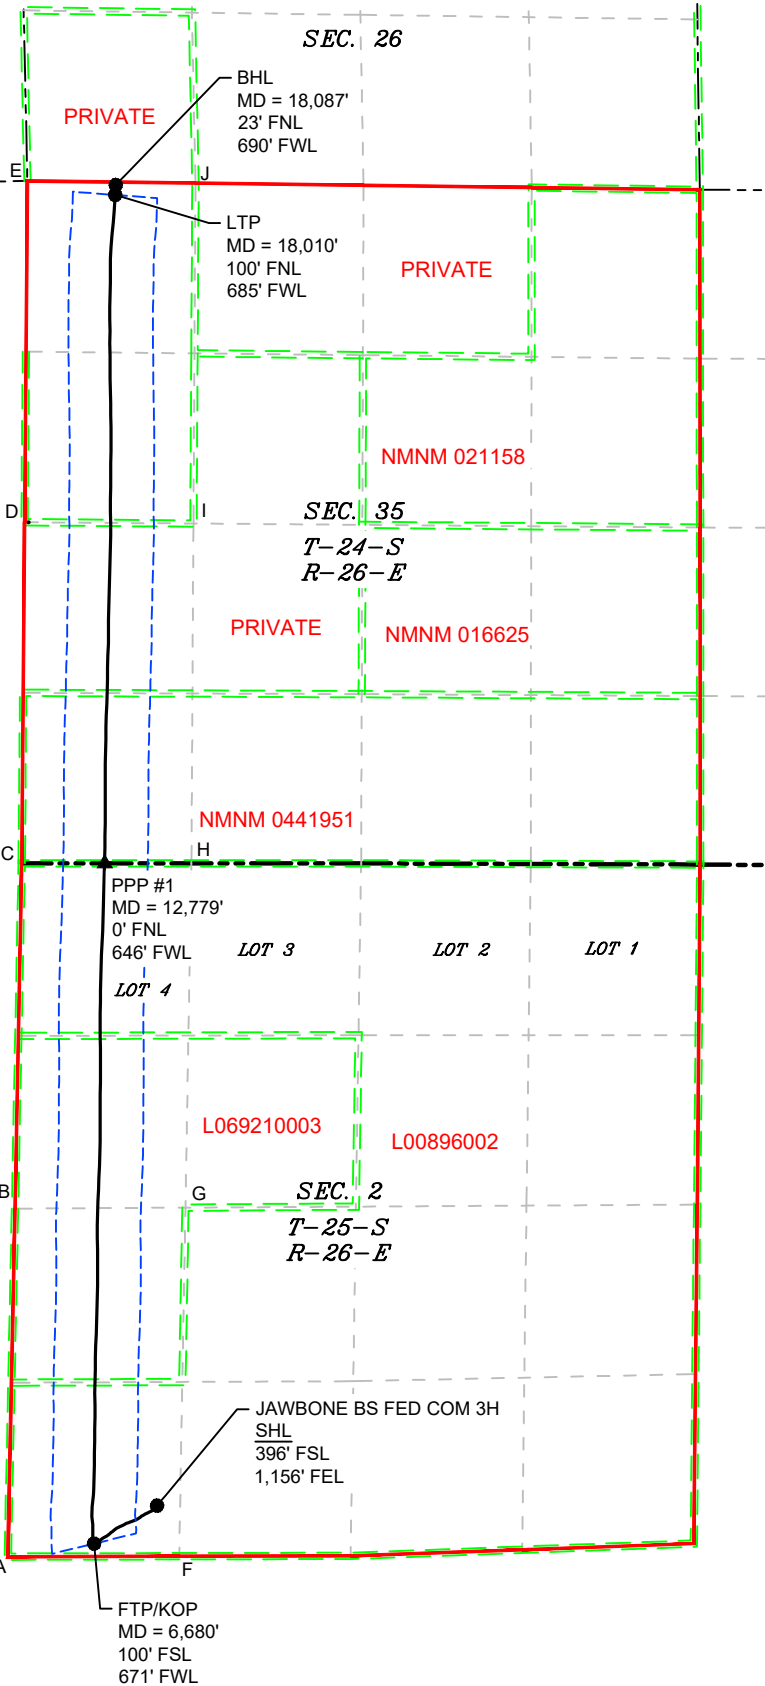 SEC. 26
BHL
MD = 18,087'
23' FNL
690' FWL
PRIVATE
E
J
LTP
MD = 18,010'
100' FNL
685' FWL
PRIVATE
NMNM 021158
D
I
SEC. 35
T-24-S
R-26-E
PRIVATE
NMNM 016625
NMNM 0441951
C
H
PPP #1
MD = 12,779'
0' FNL
646' FWL
LOT 3
LOT 2
LOT 1
LOT 4
L069210003
L00896002
B
G
SEC. 2
T-25-S
R-26-E
JAWBONE BS FED COM 3H
SHL
396' FSL
1,156' FEL
A
F
FTP/KOP
MD = 6,680'
100' FSL
671' FWL